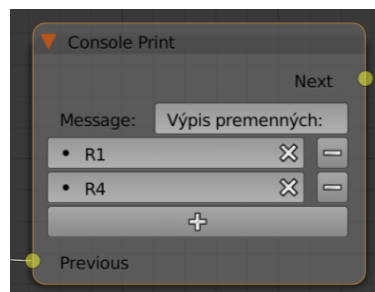 Console Print
Next
Message: Výpis premenných:
R1
R4
Previous